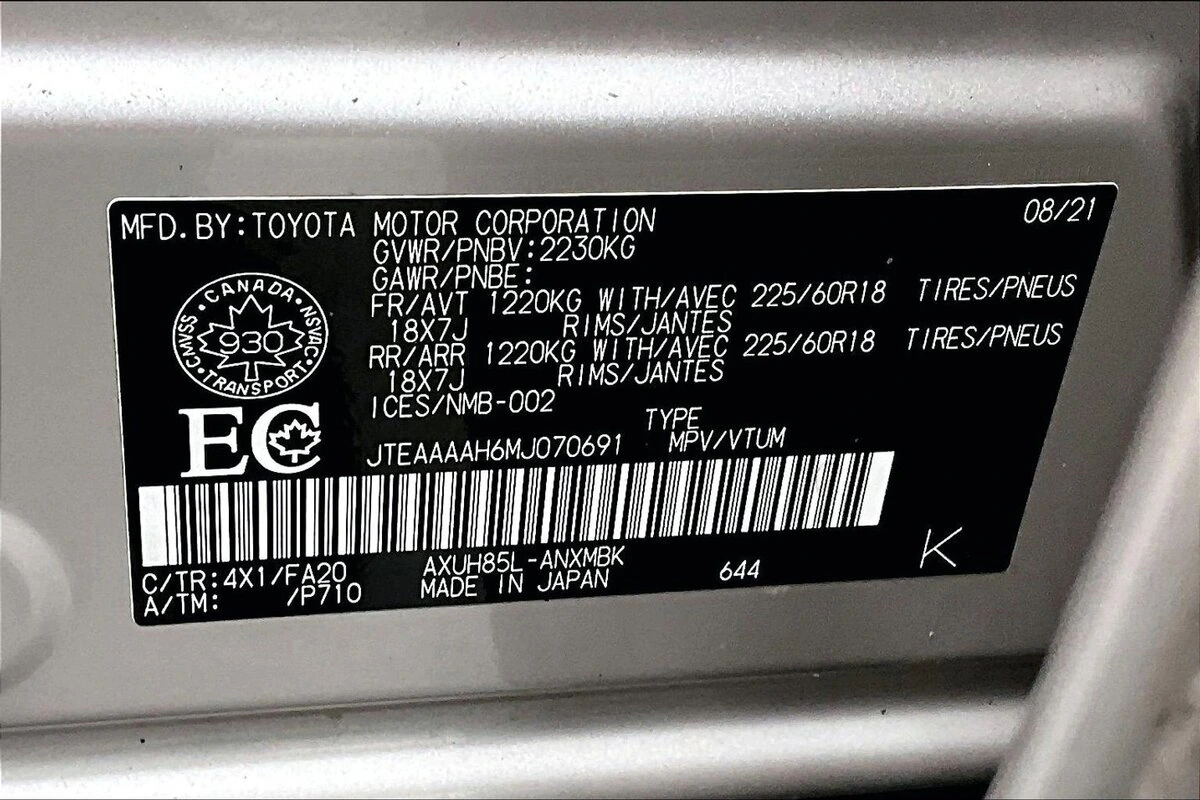 MFD. BY: TOYOTA MOTOR CORPORATION 08/21
GVWR/PNBV: 2230KG
GAWR/PNBE:
FR/AVT 1220KG WITH/AVEC 225/60R18 TIRES/PNEUS
18X7J RIMS/JANTES
RR/ARR 1220KG WITH/AVEC 225/60R18 TIRES/PNEUS
18X7J RIMS/JANTES
ICES/NMB-002
CANADA
CMVSS · NSVAC
930
TRANSPORT
EC
TYPE
JTEAAAAH6MJ070691 MPV/VTUM
C/TR: 4X1/FA20 AXUH85L-ANXMBK 644 K
A/TM: /P710 MADE IN JAPAN